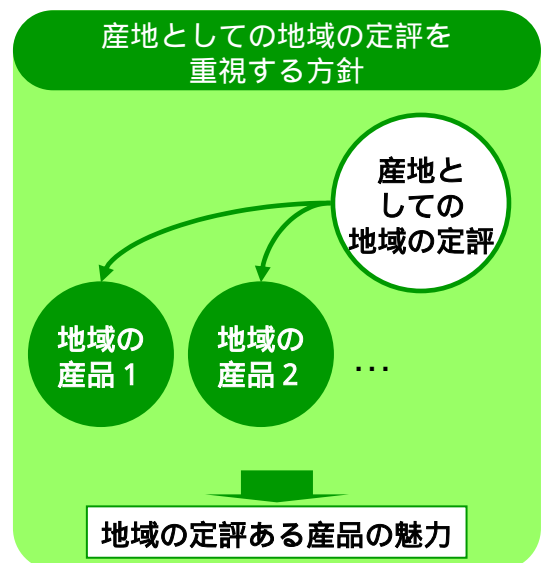 産地としての地域の定評を
重視する方針
産地と
しての
地域の定評
地域の
産品 1
地域の
産品 2
...
地域の定評ある産品の魅力